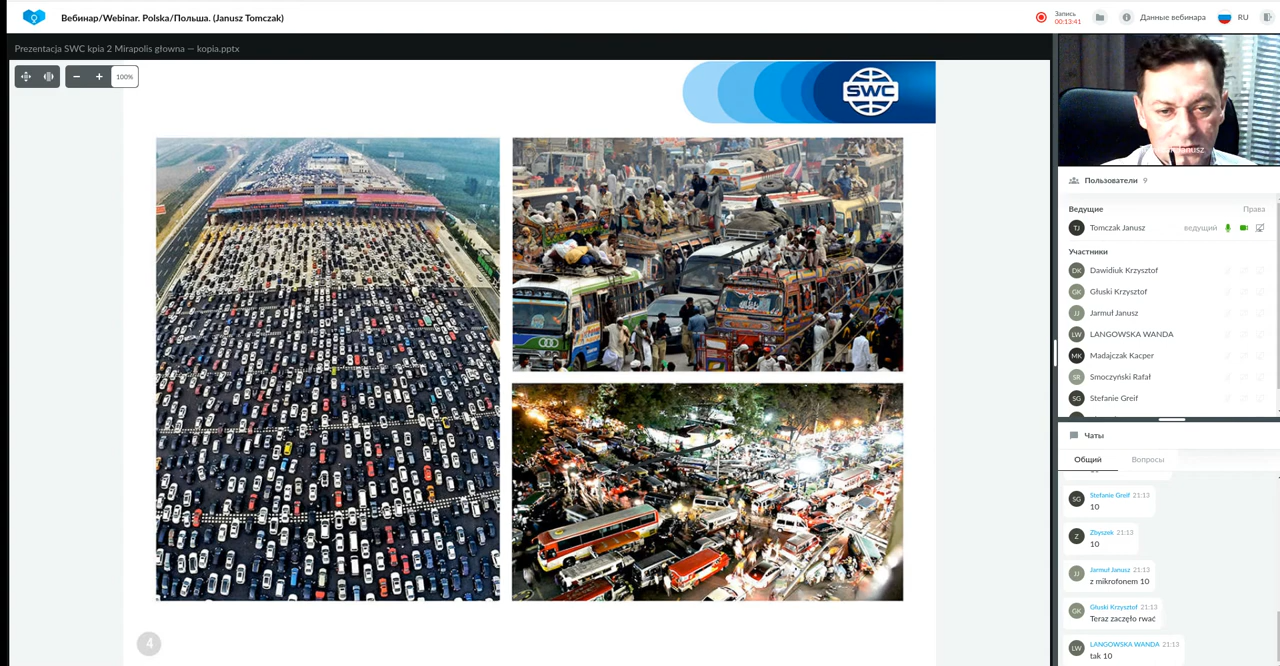 Вебинар/Webinar. Polska/Польша. (Janusz Tomczak)
Запись
00:13:41
Данные вебинара
RU
Prezentacja SWC kpia 2 Mirapolis głowna — kopia.pptx
100%
SWC
4
Janusz
Пользователи 9
Ведущие
Права
TJ Tomczak Janusz ведущий
Участники
DK Dawidiuk Krzysztof
GK Głuski Krzysztof
JJ Jarmuł Janusz
LW LANGOWSKA WANDA
MK Madajczak Kacper
SR Smoczyński Rafał
SG Stefanie Greif
Чаты
Общий Вопросы
SG Stefanie Greif 21:13
10
Z Zbyszek 21:13
10
JJ Jarmuł Janusz 21:13
z mikrofonem 10
GK Głuski Krzysztof 21:13
Teraz zaczęło rwać
LW LANGOWSKA WANDA 21:13
tak 10